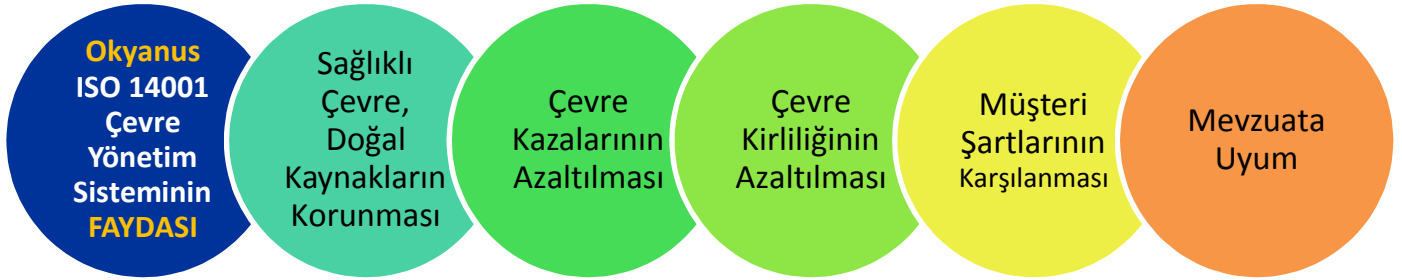 Okyanus
ISO 14001
Çevre
Yönetim
Sisteminin
FAYDASI
Sağlıklı
Çevre,
Doğal
Kaynakların
Korunması
Çevre
Kazalarının
Azaltılması
Çevre
Kirliliğinin
Azaltılması
Müşteri
Şartlarının
Karşılanması
Mevzuata
Uyum